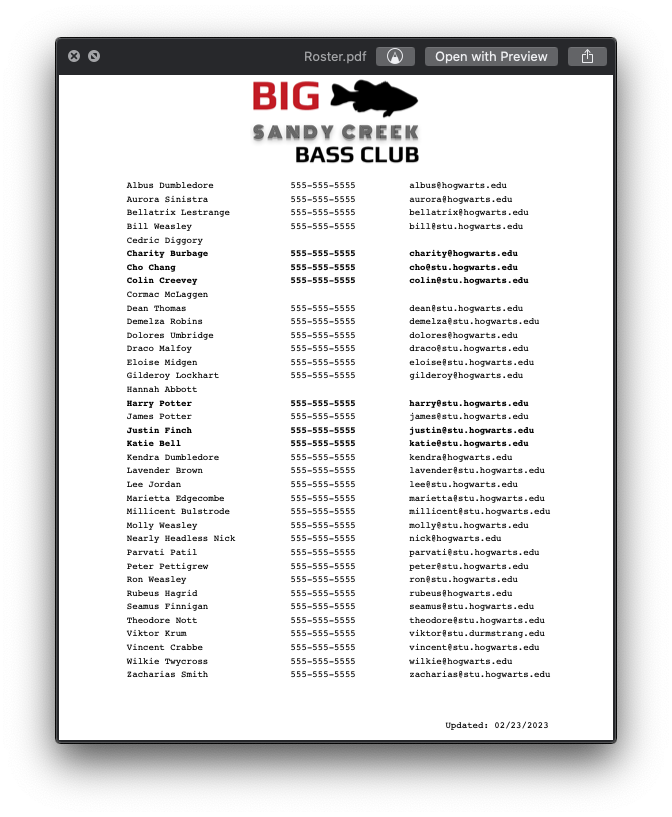 Roster.pdf Open with Preview
BIG
SANDY CREEK
BASS CLUB
Albus Dumbledore 555-555-5555 albus@hogwarts.edu
Aurora Sinistra 555-555-5555 aurora@hogwarts.edu
Bellatrix Lestrange 555-555-5555 bellatrix@hogwarts.edu
Bill Weasley 555-555-5555 bill@stu.hogwarts.edu
Cedric Diggory
Charity Burbage 555-555-5555 charity@hogwarts.edu
Cho Chang 555-555-5555 cho@stu.hogwarts.edu
Colin Creevey 555-555-5555 colin@stu.hogwarts.edu
Cormac McLaggen
Dean Thomas 555-555-5555 dean@stu.hogwarts.edu
Demelza Robins 555-555-5555 demelza@stu.hogwarts.edu
Dolores Umbridge 555-555-5555 dolores@hogwarts.edu
Draco Malfoy 555-555-5555 draco@stu.hogwarts.edu
Eloise Midgen 555-555-5555 eloise@stu.hogwarts.edu
Gilderoy Lockhart 555-555-5555 gilderoy@hogwarts.edu
Hannah Abbott
Harry Potter 555-555-5555 harry@stu.hogwarts.edu
James Potter 555-555-5555 james@stu.hogwarts.edu
Justin Finch 555-555-5555 justin@stu.hogwarts.edu
Katie Bell 555-555-5555 katie@stu.hogwarts.edu
Kendra Dumbledore 555-555-5555 kendra@hogwarts.edu
Lavender Brown 555-555-5555 lavender@stu.hogwarts.edu
Lee Jordan 555-555-5555 lee@stu.hogwarts.edu
Marietta Edgecombe 555-555-5555 marietta@stu.hogwarts.edu
Millicent Bulstrode 555-555-5555 millicent@stu.hogwarts.edu
Molly Weasley 555-555-5555 molly@stu.hogwarts.edu
Nearly Headless Nick 555-555-5555 nick@hogwarts.edu
Parvati Patil 555-555-5555 parvati@stu.hogwarts.edu
Peter Pettigrew 555-555-5555 peter@stu.hogwarts.edu
Ron Weasley 555-555-5555 ron@stu.hogwarts.edu
Rubeus Hagrid 555-555-5555 rubeus@hogwarts.edu
Seamus Finnigan 555-555-5555 seamus@stu.hogwarts.edu
Theodore Nott 555-555-5555 theodore@stu.hogwarts.edu
Viktor Krum 555-555-5555 viktor@stu.durmstrang.edu
Vincent Crabbe 555-555-5555 vincent@stu.hogwarts.edu
Wilkie Twycross 555-555-5555 wilkie@hogwarts.edu
Zacharias Smith 555-555-5555 zacharias@stu.hogwarts.edu
Updated: 02/23/2023